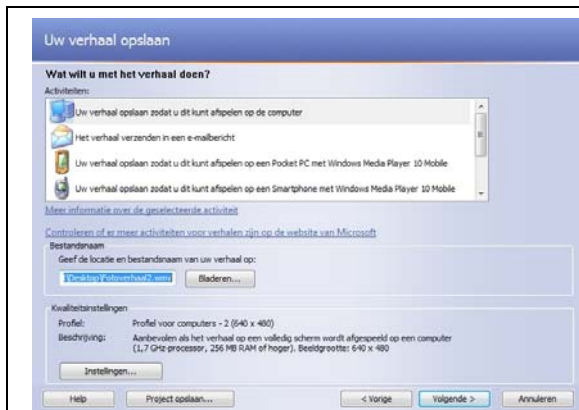 Uw verhaal opslaan
Wat wilt u met het verhaal doen?
Activiteiten:
Uw verhaal opslaan zodat u dit kunt afspelen op de computer
Het verhaal verzenden in een e-mailbericht
Uw verhaal opslaan zodat u dit kunt afspelen op een Pocket PC met Windows Media Player 10 Mobile
Uw verhaal opslaan zodat u dit kunt afspelen op een Smartphone met Windows Media Player 10 Mobile
Meer informatie over de geselecteerde activiteit
Controleren of er meer activiteiten voor verhalen zijn op de website van Microsoft
Bestandsnaam
Geef de locatie en bestandsnaam van uw verhaal op:
\Desktop\Fotoverhaal2.wmv Bladeren...
Kwaliteitsinstellingen
Profiel: Profiel voor computers - 2 (640 x 480)
Beschrijving: Aanbevolen als het verhaal op een volledig scherm wordt afgespeeld op een computer
(1,7 GHz-processor, 256 MB RAM of hoger). Beeldgrootte: 640 x 480
Instellingen...
Help Project opslaan... < Vorige Volgende > Annuleren